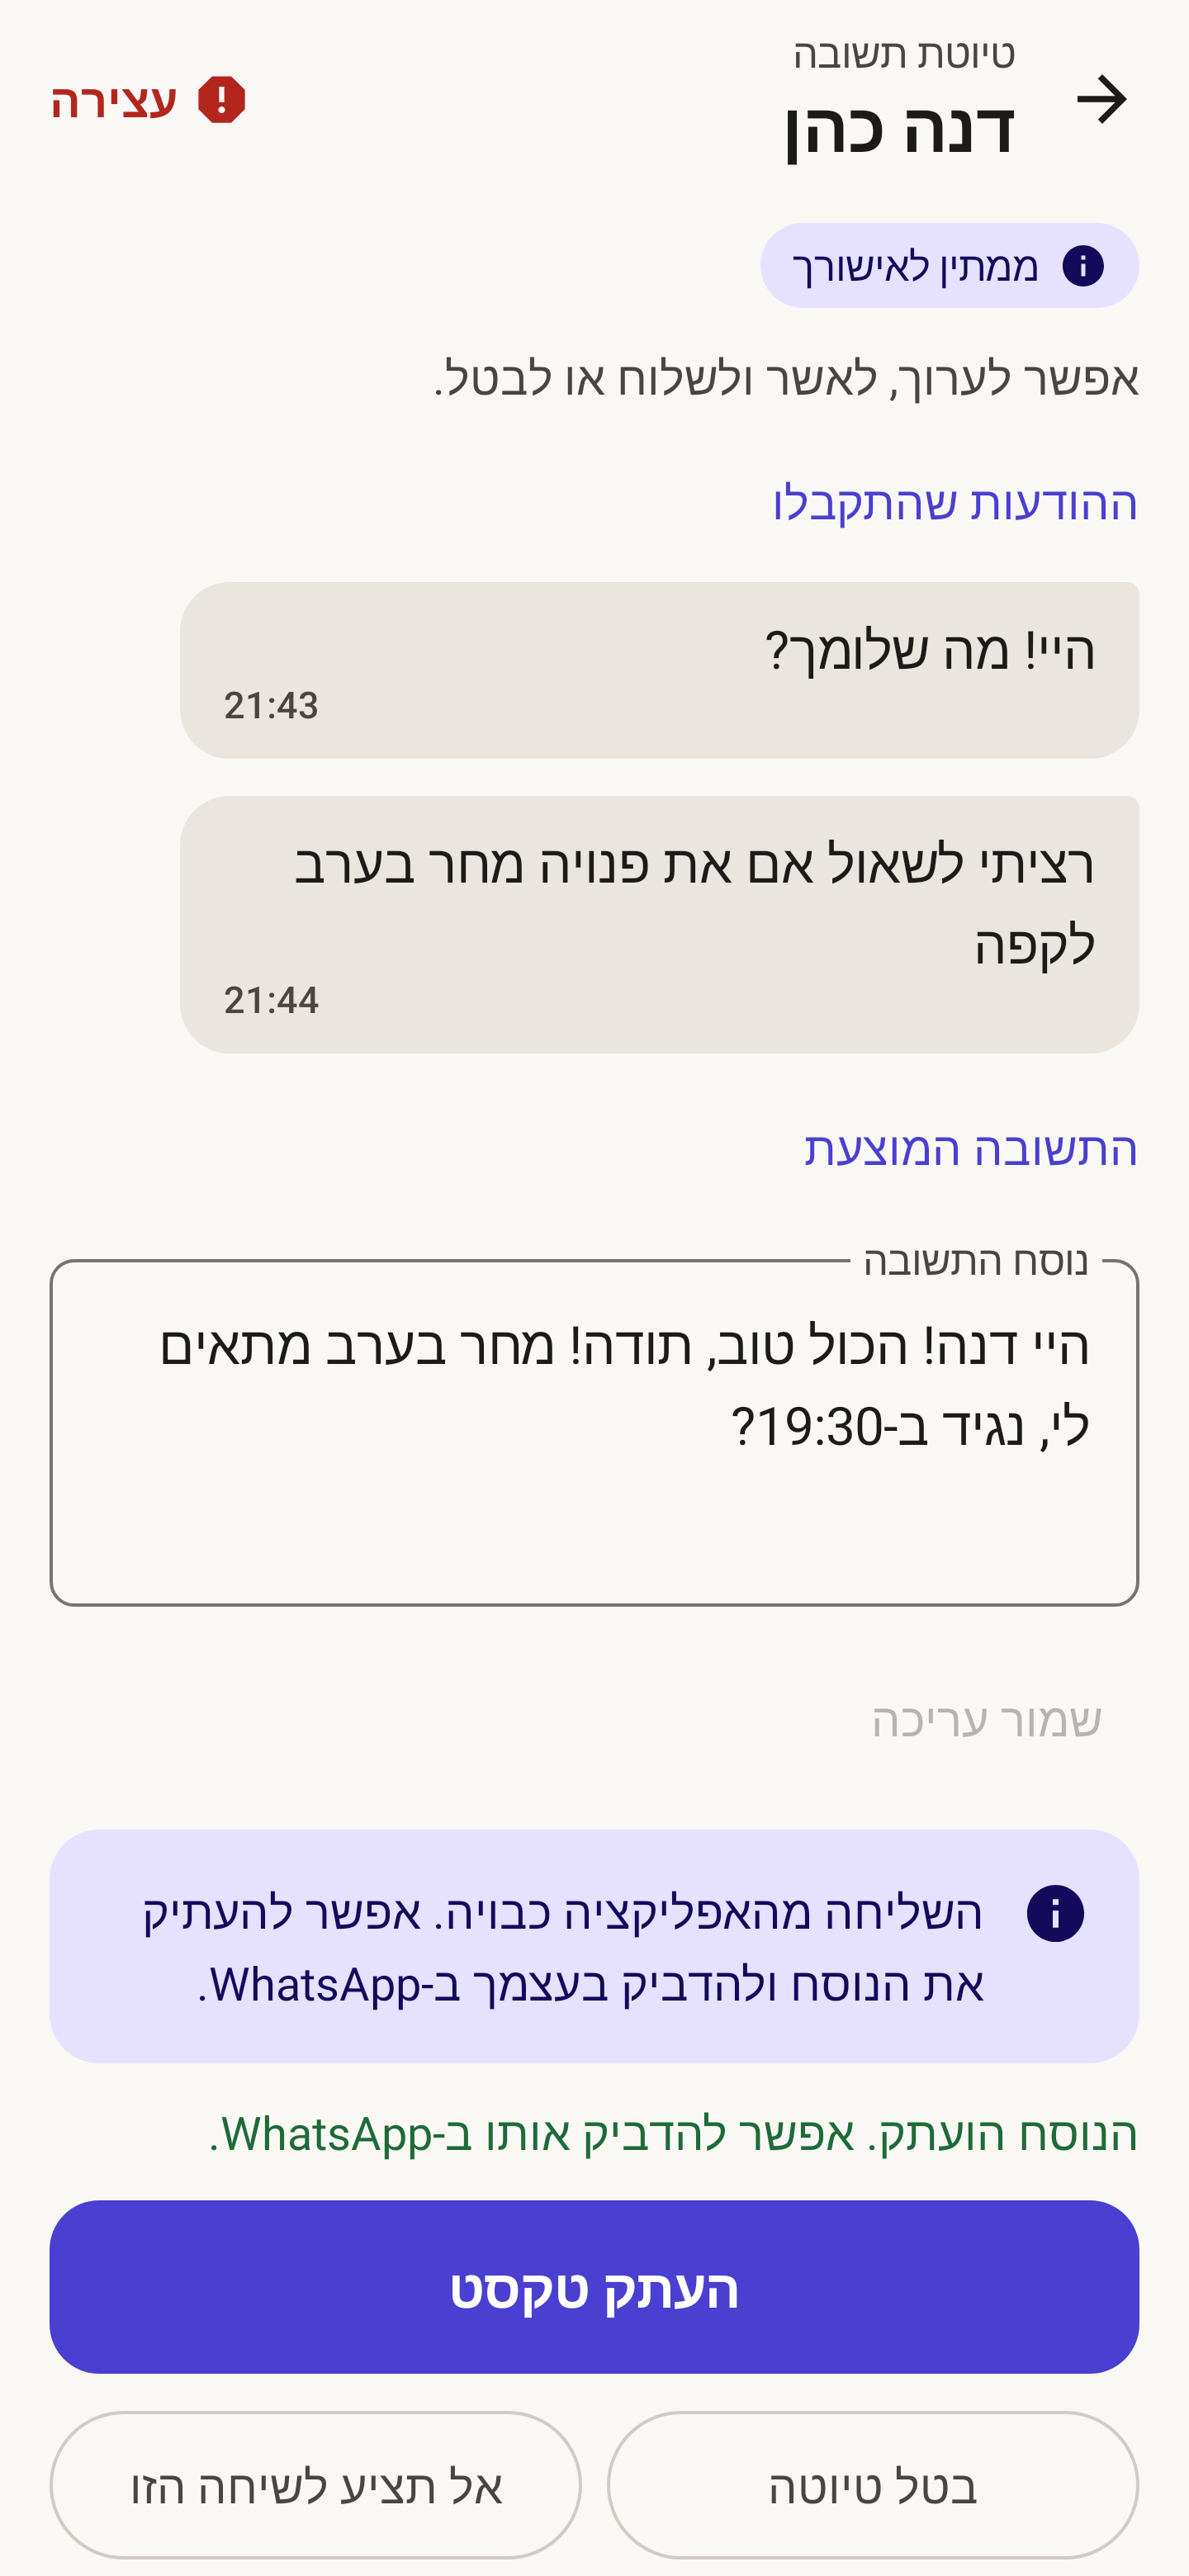 טיוטת תשובה
דנה כהן
עצירה
ממתין לאישורך
אפשר לערוך, לאשר ולשלוח או לבטל.
ההודעות שהתקבלו
היי! מה שלומך?
21:43
רציתי לשאול אם את פנויה מחר בערב
לקפה
21:44
התשובה המוצעת
נוסח התשובה
היי דנה! הכול טוב, תודה! מחר בערב מתאים
לי, נגיד ב-19:30?
שמור עריכה
השליחה מהאפליקציה כבויה. אפשר להעתיק
את הנוסח ולהדביק בעצמך ב-WhatsApp.
הנוסח הועתק. אפשר להדביק אותו ב-WhatsApp.
העתק טקסט
בטל טיוטה
אל תציע לשיחה הזו